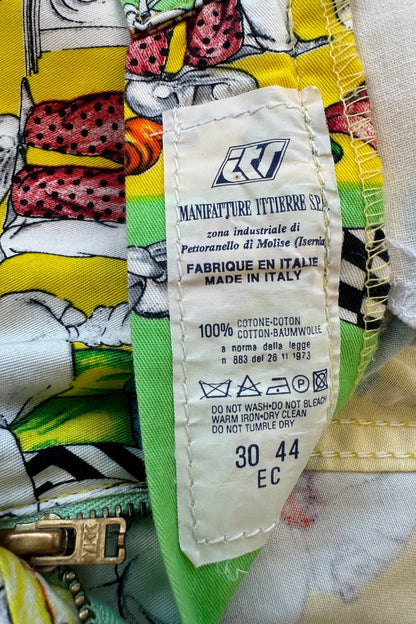 ITT
MANIFATTURE ITTIERRE S.P.A.
zona industriale di
Pettoranello di Molise (Isernia)
FABRIQUE EN ITALIE
MADE IN ITALY
100% COTONE-COTON
COTTON-BAUMWOLLE
a norma della legge
n 883 del 26 11 1973
DO NOT WASH•DO NOT BLEACH
WARM IRON•DRY CLEAN
DO NOT TUMBLE DRY
30 44
EC
YKK